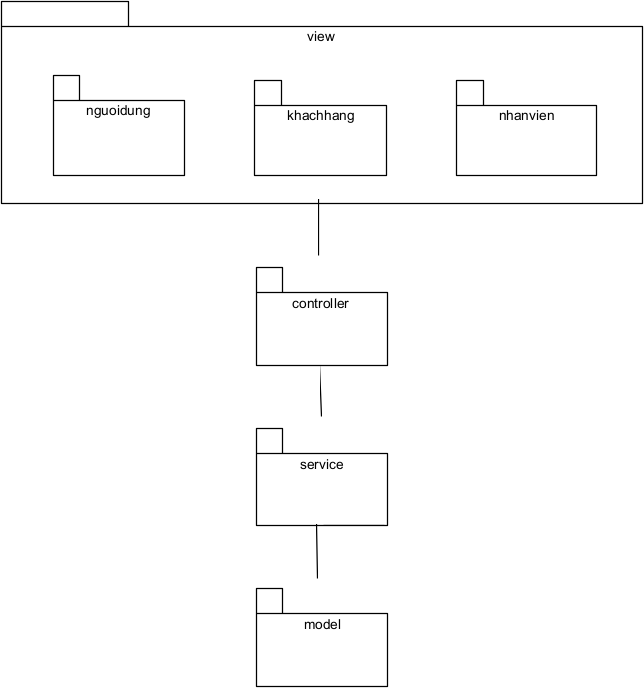 view
nguoidung
khachhang
nhanvien
controller
service
model